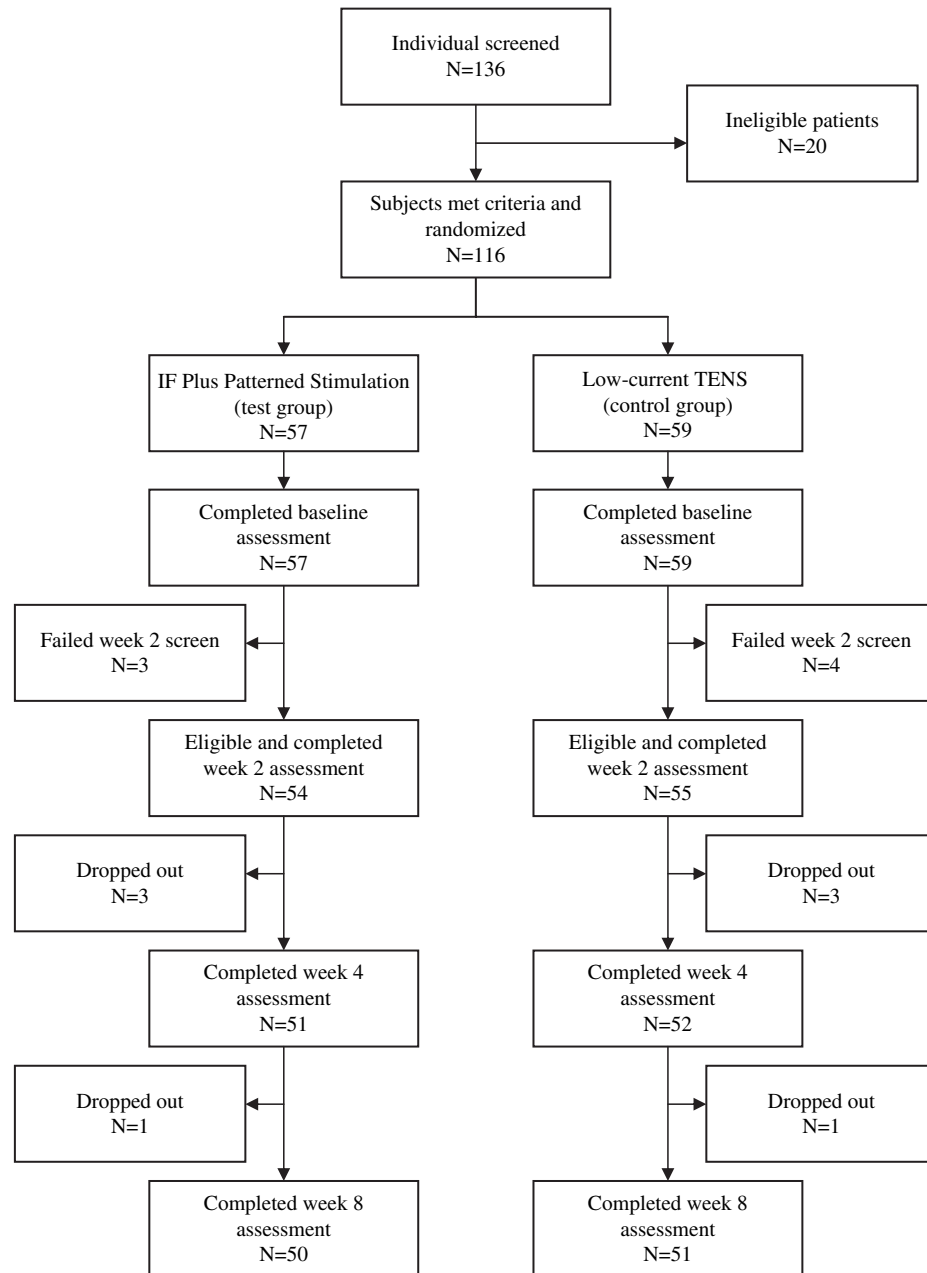 Individual screened
N=136
Ineligible patients
N=20
Subjects met criteria and
randomized
N=116
IF Plus Patterned Stimulation
(test group)
N=57
Low-current TENS
(control group)
N=59
Completed baseline
assessment
N=57
Completed baseline
assessment
N=59
Failed week 2 screen
N=3
Failed week 2 screen
N=4
Eligible and completed
week 2 assessment
N=54
Eligible and completed
week 2 assessment
N=55
Dropped out
N=3
Dropped out
N=3
Completed week 4
assessment
N=51
Completed week 4
assessment
N=52
Dropped out
N=1
Dropped out
N=1
Completed week 8
assessment
N=50
Completed week 8
assessment
N=51